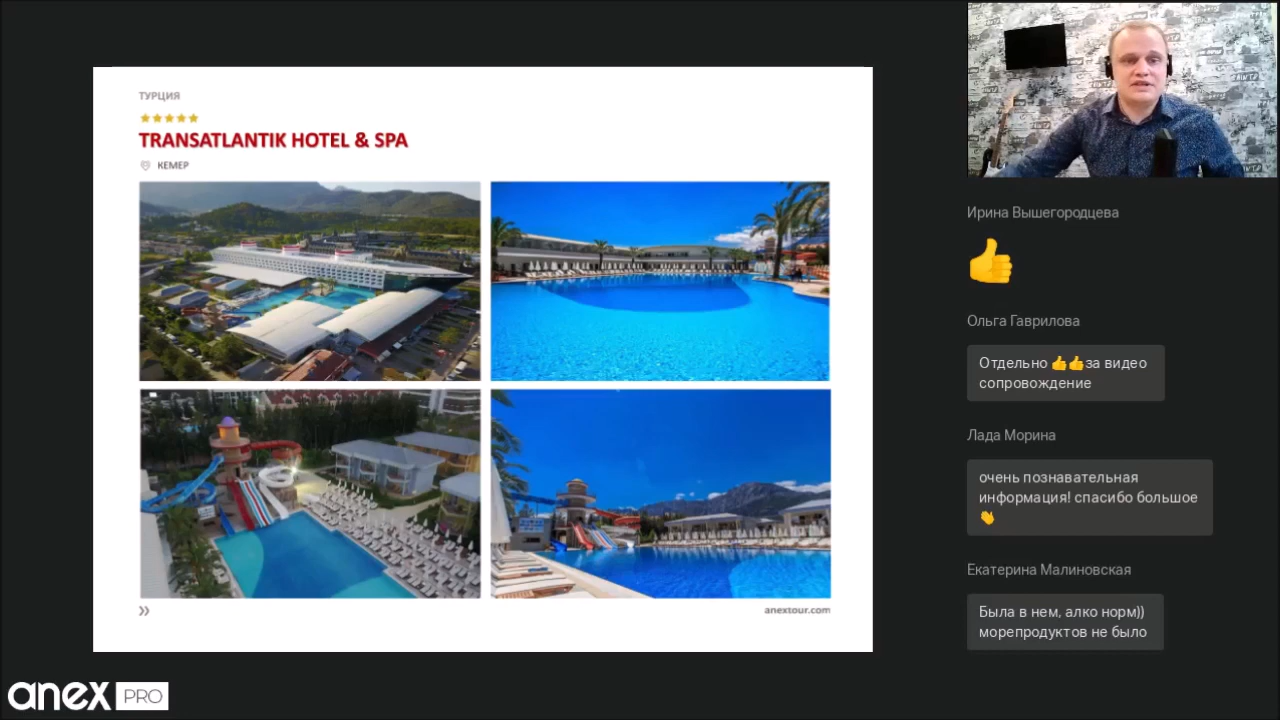 ТУРЦИЯ
TRANSATLANTIK HOTEL & SPA
КЕМЕР
anextour.com
anex PRO
Ирина Вышегородцева
Ольга Гаврилова
Отдельно 👍👍за видео
сопровождение
Лада Морина
очень познавательная
информация! спасибо большое
👏
Екатерина Малиновская
Была в нем, алко норм))
морепродуктов не было